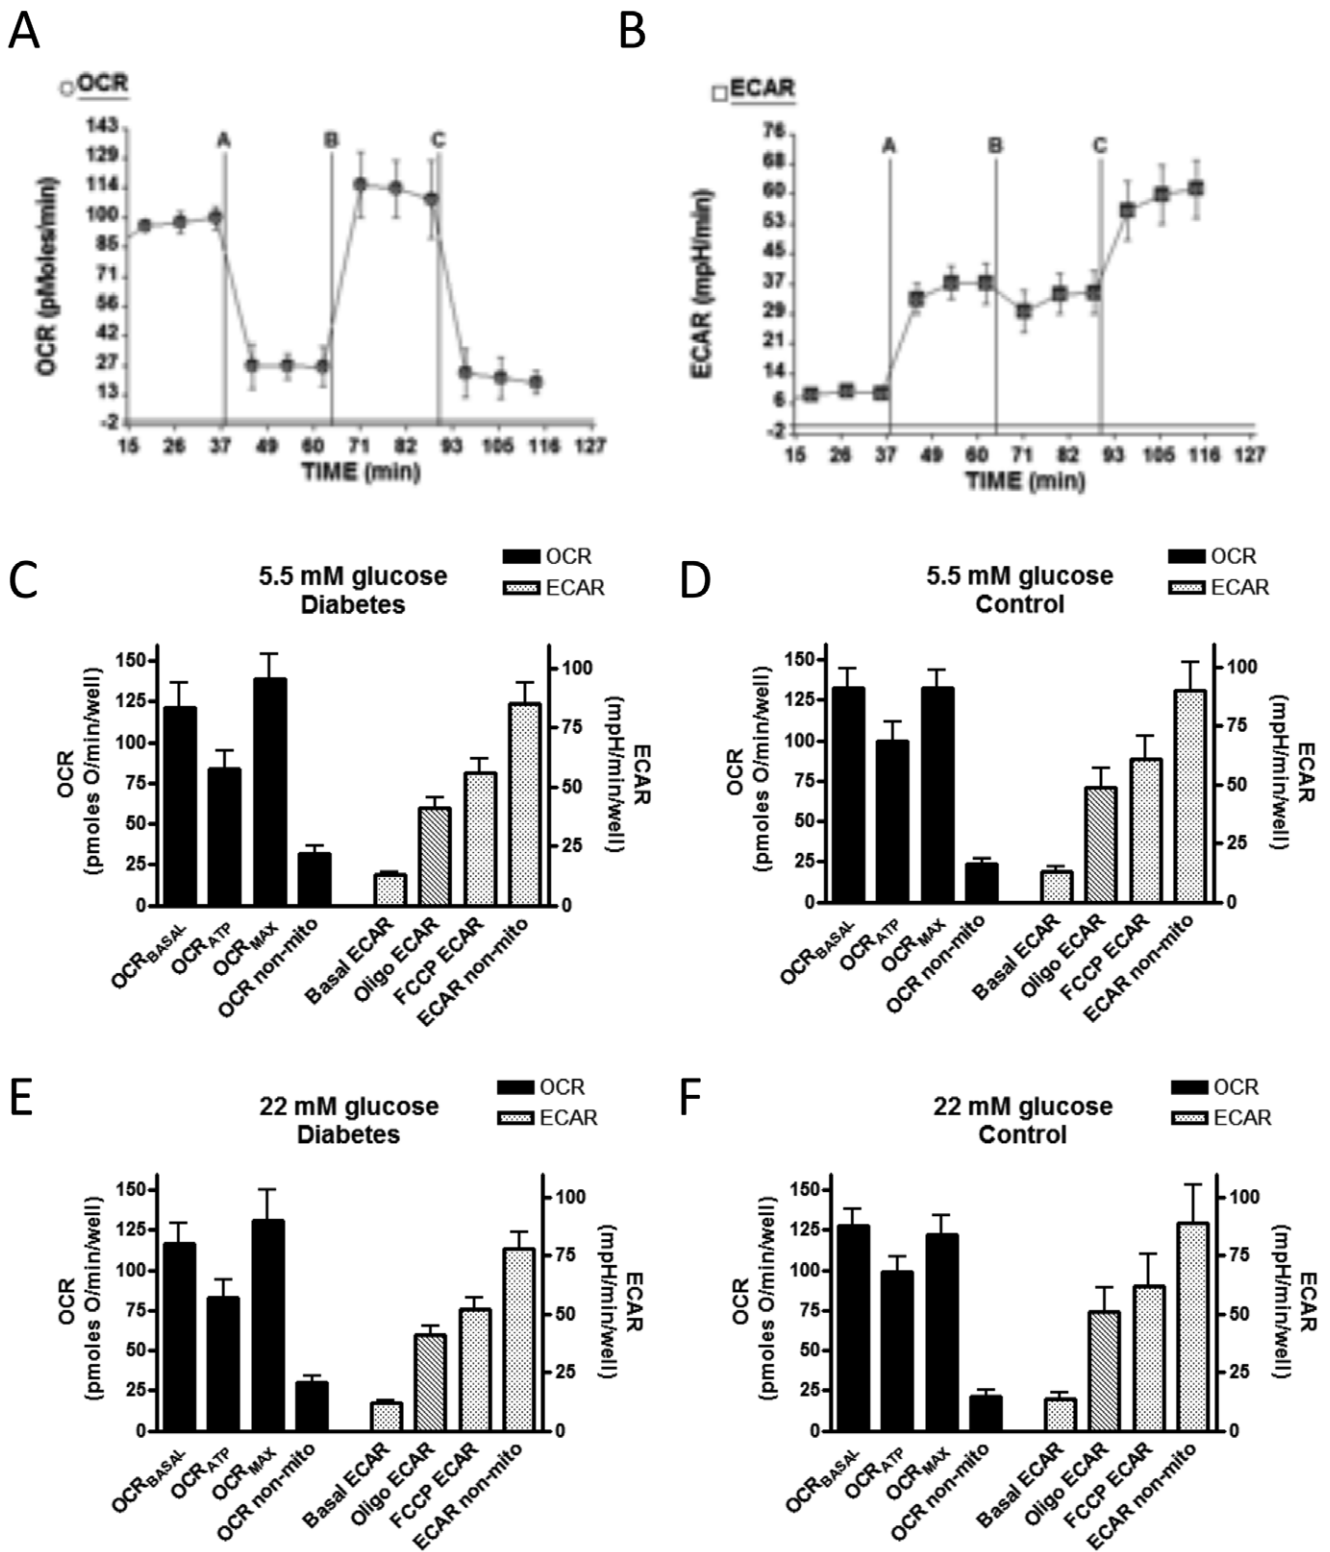 A
OCR
143
129
114
100
85
71
56
42
27
13
-2
OCR (pMoles/min)
A
B
C
15 26 37 49 60 71 82 93 105 116 127
TIME (min)
B
ECAR
76
68
60
53
45
37
29
21
14
6
-2
ECAR (mpH/min)
A
B
C
15 26 37 49 60 71 82 93 105 116 127
TIME (min)
C
5.5 mM glucose
Diabetes
OCR
ECAR
OCR
(pmoles O/min/well)
150
125
100
75
50
25
0
100
75
50
25
0
ECAR
(mpH/min/well)
OCRBASAL
OCRATP
OCRMAX
OCR non-mito
Basal ECAR
Oligo ECAR
FCCP ECAR
ECAR non-mito
D
5.5 mM glucose
Control
OCR
ECAR
OCR
(pmoles O/min/well)
150
125
100
75
50
25
0
100
75
50
25
0
ECAR
(mpH/min/well)
OCRBASAL
OCRATP
OCRMAX
OCR non-mito
Basal ECAR
Oligo ECAR
FCCP ECAR
ECAR non-mito
E
22 mM glucose
Diabetes
OCR
ECAR
OCR
(pmoles O/min/well)
150
125
100
75
50
25
0
100
75
50
25
0
ECAR
(mpH/min/well)
OCRBASAL
OCRATP
OCRMAX
OCR non-mito
Basal ECAR
Oligo ECAR
FCCP ECAR
ECAR non-mito
F
22 mM glucose
Control
OCR
ECAR
OCR
(pmoles O/min/well)
150
125
100
75
50
25
0
100
75
50
25
0
ECAR
(mpH/min/well)
OCRBASAL
OCRATP
OCRMAX
OCR non-mito
Basal ECAR
Oligo ECAR
FCCP ECAR
ECAR non-mito